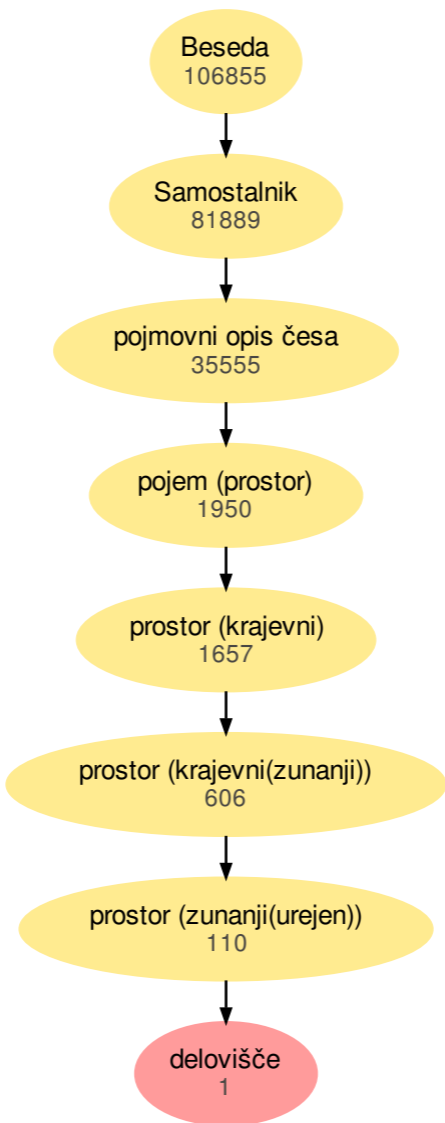 Beseda
106855
Samostalnik
81889
pojmovni opis česa
35555
pojem (prostor)
1950
prostor (krajevni)
1657
prostor (krajevni(zunanji))
606
prostor (zunanji(urejen))
110
delovišče
1